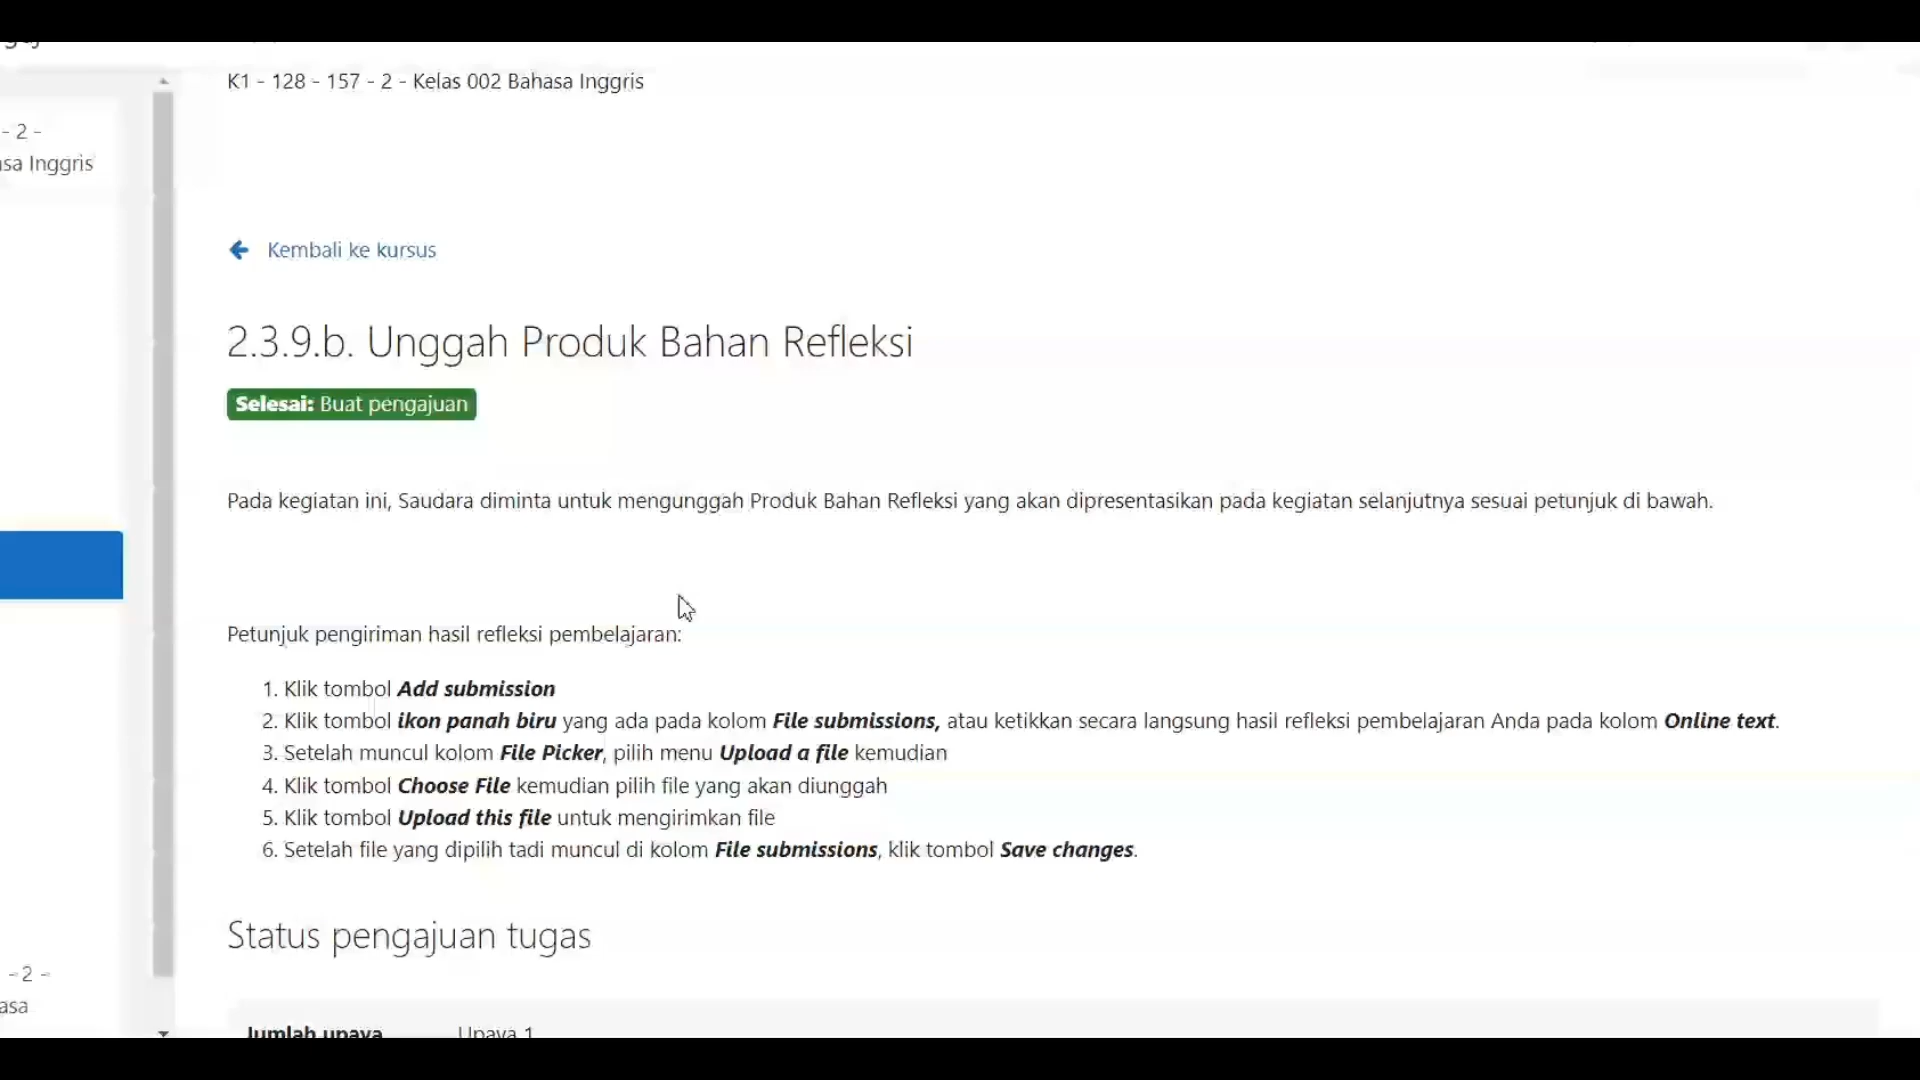 K1 - 128 - 157 - 2 - Kelas 002 Bahasa Inggris
- 2 -
Inggris
Kembali ke kursus
2.3.9.b. Unggah Produk Bahan Refleksi
Selesai: Buat pengajuan
Pada kegiatan ini, Saudara diminta untuk mengunggah Produk Bahan Refleksi yang akan dipresentasikan pada kegiatan selanjutnya sesuai petunjuk di bawah.
Petunjuk pengiriman hasil refleksi pembelajaran:
1. Klik tombol Add submission
2. Klik tombol ikon panah biru yang ada pada kolom File submissions, atau ketikkan secara langsung hasil refleksi pembelajaran Anda pada kolom Online text.
3. Setelah muncul kolom File Picker, pilih menu Upload a file kemudian
4. Klik tombol Choose File kemudian pilih file yang akan diunggah
5. Klik tombol Upload this file untuk mengirimkan file
6. Setelah file yang dipilih tadi muncul di kolom File submissions, klik tombol Save changes.
Status pengajuan tugas
- 2 -
Jumlah upaya Upaya 1